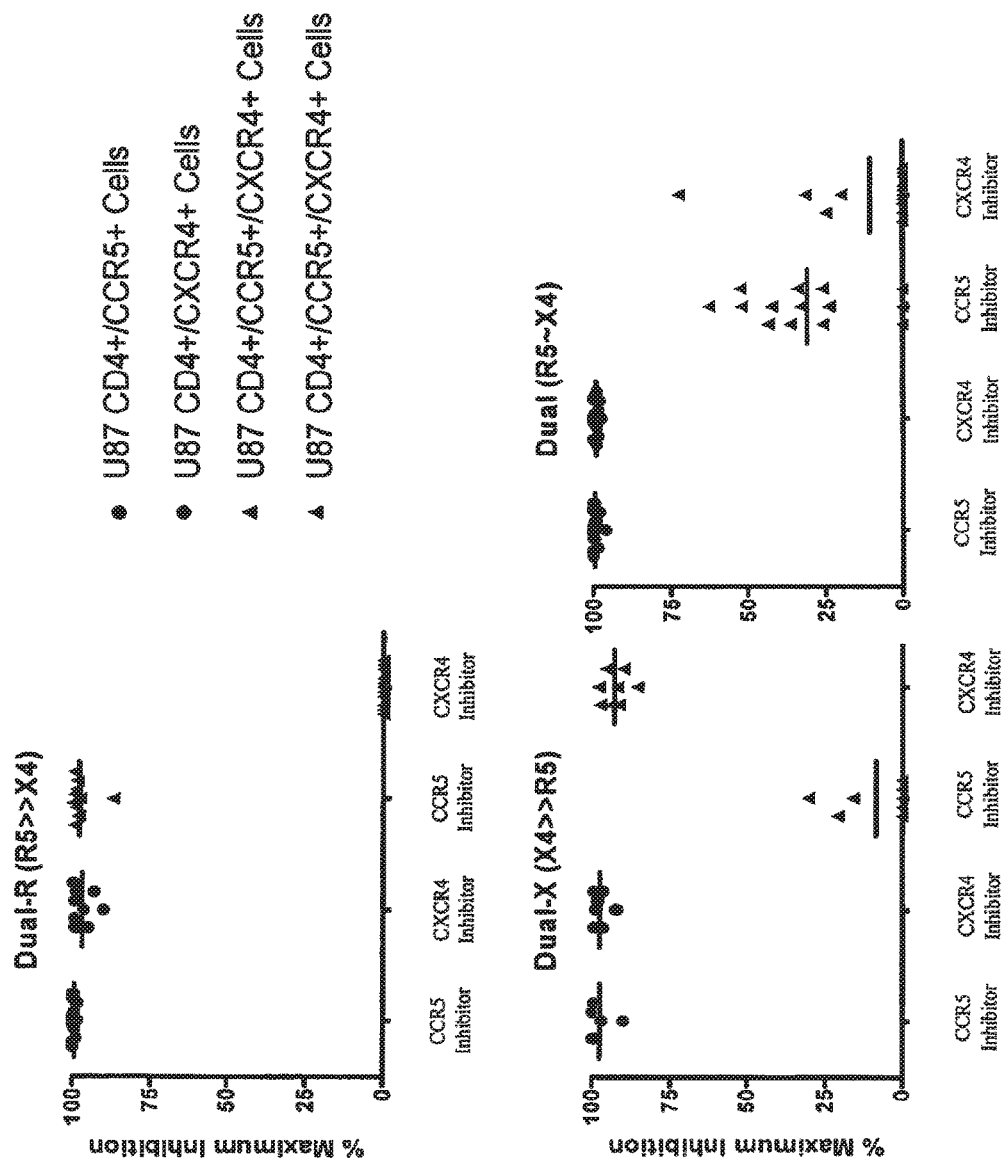 Dual-R (R5>>X4)
% Maximum Inhibition
100
75
50
25
0
CCR5
Inhibitor
CXCR4
Inhibitor
CCR5
Inhibitor
CXCR4
Inhibitor
U87 CD4+/CCR5+ Cells
U87 CD4+/CXCR4+ Cells
U87 CD4+/CCR5+/CXCR4+ Cells
U87 CD4+/CCR5+/CXCR4+ Cells
Dual-X (X4>>R5)
% Maximum Inhibition
100
75
50
25
0
CCR5
Inhibitor
CXCR4
Inhibitor
CCR5
Inhibitor
CXCR4
Inhibitor
Dual (R5~X4)
100
75
50
25
0
CCR5
Inhibitor
CXCR4
Inhibitor
CCR5
Inhibitor
CXCR4
Inhibitor